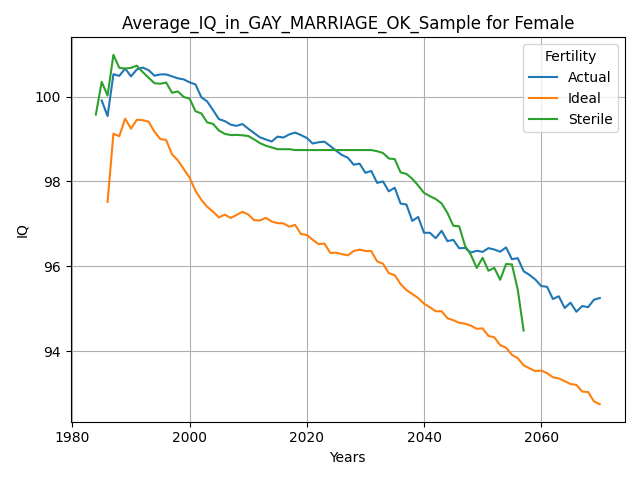 Average_IQ_in_GAY_MARRIAGE_OK_Sample for Female
Fertility
Actual
Ideal
Sterile
IQ
100
98
96
94
1980
2000
2020
2040
2060
Years